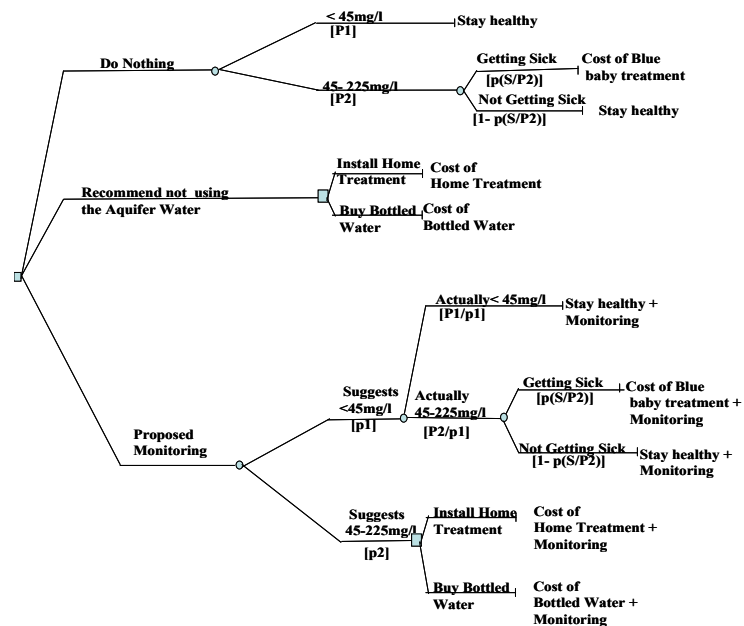 < 45mg/l
[P1]
Stay healthy
Do Nothing
45- 225mg/l
[P2]
Getting Sick
[p(S/P2)]
Cost of Blue
baby treatment
Not Getting Sick
[1- p(S/P2)]
Stay healthy
Recommend not using
the Aquifer Water
Install Home
Treatment
Cost of
Home Treatment
Buy Bottled
Water
Cost of
Bottled Water
Proposed
Monitoring
Suggests
<45mg/l
[p1]
Actually< 45mg/l
[P1/p1]
Stay healthy +
Monitoring
Actually
45-225mg/l
[P2/p1]
Getting Sick
[p(S/P2)]
Cost of Blue
baby treatment +
Monitoring
Not Getting Sick
[1- p(S/P2)]
Stay healthy +
Monitoring
Suggests
45-225mg/l
[p2]
Install Home
Treatment
Cost of
Home Treatment +
Monitoring
Buy Bottled
Water
Cost of
Bottled Water +
Monitoring